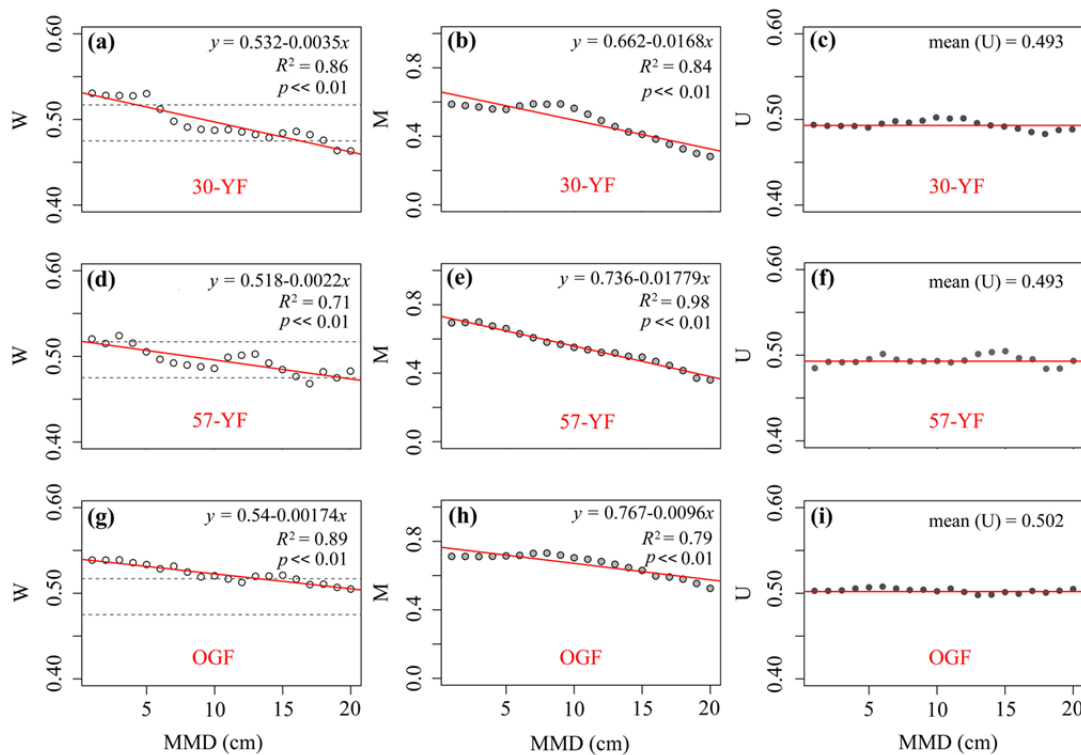 (a)
y = 0.532-0.0035x
R² = 0.86
p << 0.01
W
0.60
0.50
0.40
30-YF
(b)
y = 0.662-0.0168x
R² = 0.84
p << 0.01
M
0.8
0.4
0.0
30-YF
(c)
mean (U) = 0.493
U
0.60
0.50
0.40
30-YF
(d)
y = 0.518-0.0022x
R² = 0.71
p << 0.01
W
0.60
0.50
0.40
57-YF
(e)
y = 0.736-0.01779x
R² = 0.98
p << 0.01
M
0.8
0.4
0.0
57-YF
(f)
mean (U) = 0.493
U
0.60
0.50
0.40
57-YF
(g)
y = 0.54-0.00174x
R² = 0.89
p << 0.01
W
0.60
0.50
0.40
OGF
5 10 15 20
MMD (cm)
(h)
y = 0.767-0.0096x
R² = 0.79
p << 0.01
M
0.8
0.4
0.0
OGF
5 10 15 20
MMD (cm)
(i)
mean (U) = 0.502
U
0.60
0.50
0.40
OGF
5 10 15 20
MMD (cm)